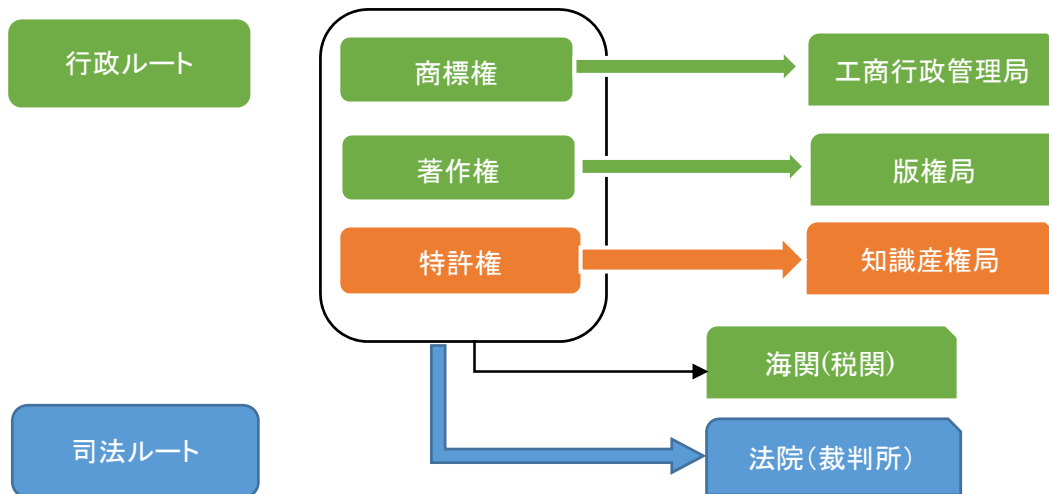 行政ルート
商標権
工商行政管理局
著作権
版権局
特許権
知識産権局
海関(税関)
司法ルート
法院（裁判所）